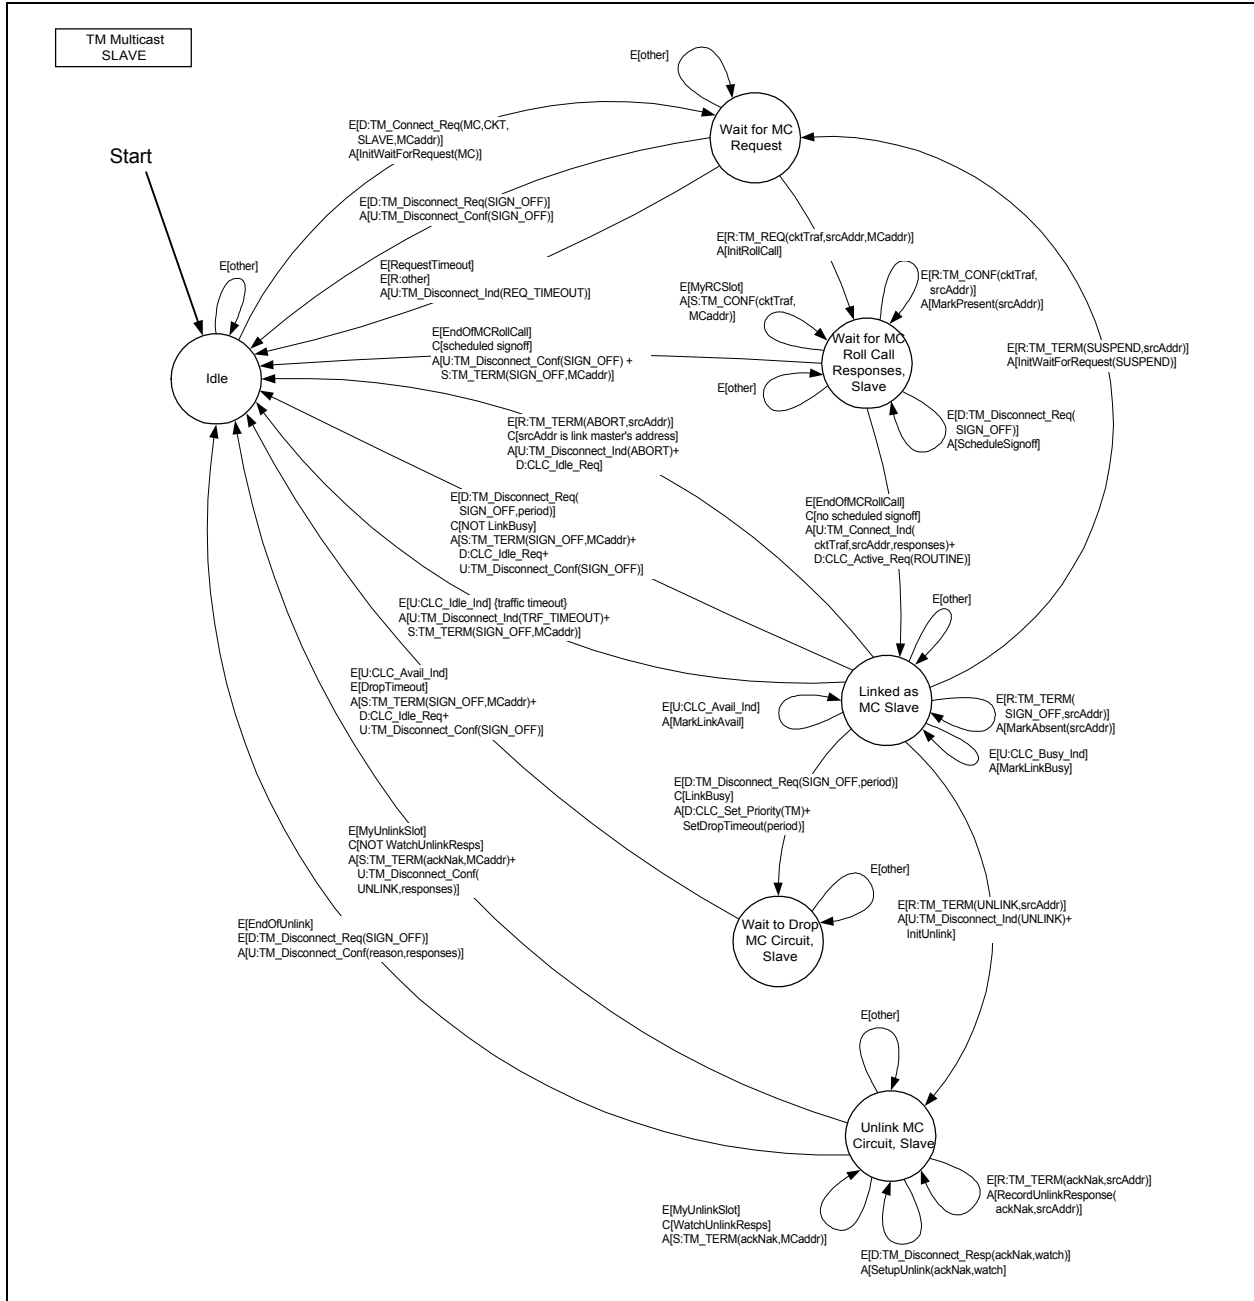 TM Multicast
SLAVE
E[other]
Wait for MC
Request
E[D:TM_Connect_Req(MC,CKT,
SLAVE,MCaddr)]
A[InitWaitForRequest(MC)]
Start
E[D:TM_Disconnect_Req(SIGN_OFF)]
A[U:TM_Disconnect_Conf(SIGN_OFF)]
E[R:TM_REQ(cktTraf,srcAddr,MCaddr)]
A[InitRollCall]
E[other]
E[RequestTimeout]
E[R:other]
A[U:TM_Disconnect_Ind(REQ_TIMEOUT)]
E[MyRCSlot]
A[S:TM_CONF(cktTraf,
MCaddr)]
E[R:TM_CONF(cktTraf,
srcAddr)]
A[MarkPresent(srcAddr)]
E[EndOfMCRollCall]
C[scheduled signoff]
A[U:TM_Disconnect_Conf(SIGN_OFF) +
S:TM_TERM(SIGN_OFF,MCaddr)]
Wait for MC
Roll Call
Responses,
Slave
E[R:TM_TERM(SUSPEND,srcAddr)]
A[InitWaitForRequest(SUSPEND)]
Idle
E[other]
E[D:TM_Disconnect_Req(
SIGN_OFF)]
A[ScheduleSignoff]
E[R:TM_TERM(ABORT,srcAddr)]
C[srcAddr is link master's address]
A[U:TM_Disconnect_Ind(ABORT)+
D:CLC_Idle_Req]
E[D:TM_Disconnect_Req(
SIGN_OFF,period)]
C[NOT LinkBusy]
A[S:TM_TERM(SIGN_OFF,MCaddr)+
D:CLC_Idle_Req+
U:TM_Disconnect_Conf(SIGN_OFF)]
E[EndOfMCRollCall]
C[no scheduled signoff]
A[U:TM_Connect_Ind(
cktTraf,srcAddr,responses)+
D:CLC_Active_Req(ROUTINE)]
E[other]
E[U:CLC_Idle_Ind] {traffic timeout}
A[U:TM_Disconnect_Ind(TRF_TIMEOUT)+
S:TM_TERM(SIGN_OFF,MCaddr)]
E[U:CLC_Avail_Ind]
E[DropTimeout]
A[S:TM_TERM(SIGN_OFF,MCaddr)+
D:CLC_Idle_Req+
U:TM_Disconnect_Conf(SIGN_OFF)]
E[U:CLC_Avail_Ind]
A[MarkLinkAvail]
Linked as
MC Slave
E[R:TM_TERM(
SIGN_OFF,srcAddr)]
A[MarkAbsent(srcAddr)]
E[U:CLC_Busy_Ind]
A[MarkLinkBusy]
E[D:TM_Disconnect_Req(SIGN_OFF,period)]
C[LinkBusy]
A[D:CLC_Set_Priority(TM)+
SetDropTimeout(period)]
E[MyUnlinkSlot]
C[NOT WatchUnlinkResps]
A[S:TM_TERM(ackNak,MCaddr)+
U:TM_Disconnect_Conf(
UNLINK,responses)]
E[other]
Wait to Drop
MC Circuit,
Slave
E[R:TM_TERM(UNLINK,srcAddr)]
A[U:TM_Disconnect_Ind(UNLINK)+
InitUnlink]
E[EndOfUnlink]
E[D:TM_Disconnect_Req(SIGN_OFF)]
A[U:TM_Disconnect_Conf(reason,responses)]
E[other]
Unlink MC
Circuit, Slave
E[R:TM_TERM(ackNak,srcAddr)]
A[RecordUnlinkResponse(
ackNak,srcAddr)]
E[MyUnlinkSlot]
C[WatchUnlinkResps]
A[S:TM_TERM(ackNak,MCaddr)]
E[D:TM_Disconnect_Resp(ackNak,watch)]
A[SetupUnlink(ackNak,watch]